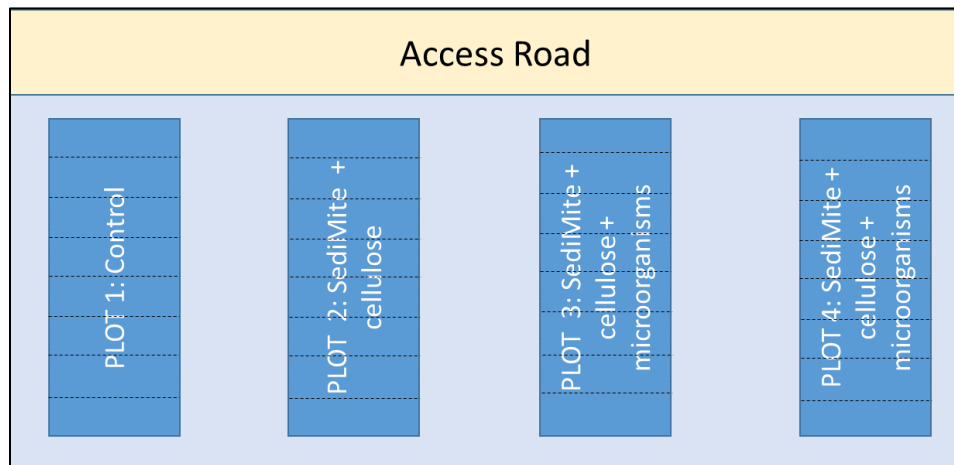 Access Road
PLOT 1: Control
PLOT 2: SediMite +
cellulose
PLOT 3: SediMite +
cellulose +
microorganisms
PLOT 4: SediMite +
cellulose +
microorganisms